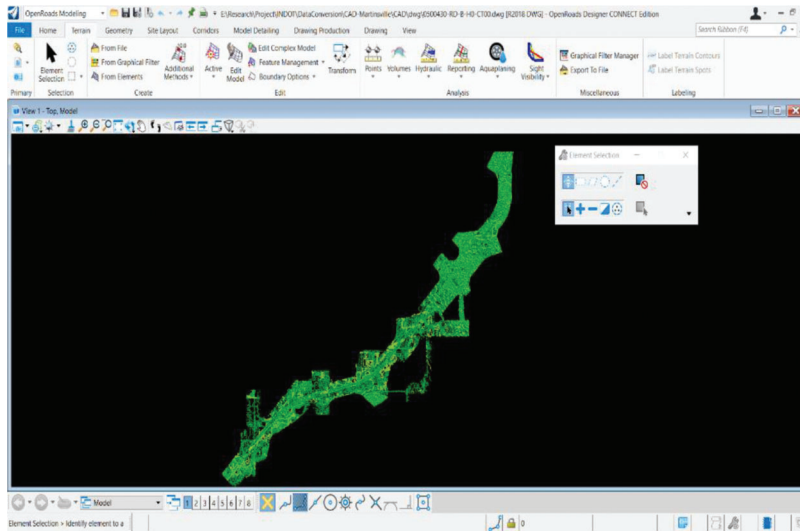 OpenRoads Modeling
E:\Research\Project\INDOT\DataConversion\CAD-Martinsville\CAD\dwg\0500430-RD-B-H0-CT00.dwg [R2018 DWG] - OpenRoads Designer CONNECT Edition
File Home Terrain Geometry Site Layout Corridors Model Detailing Drawing Production Drawing View
Search Ribbon (F4)
Element Selection
From File
From Graphical Filter
From Elements
Additional Methods
Active
Edit Model
Edit Complex Model
Feature Management
Boundary Options
Transform
Points
Volumes
Hydraulic
Reporting
Aquaplaning
Sight Visibility
Graphical Filter Manager
Export To File
Label Terrain Contours
Label Terrain Spots
Primary Selection Create Edit Analysis Miscellaneous Labeling
View 1 - Top, Model
Element Selection
Model
1 2 3 4 5 6 7 8
Element Selection > Identify element to a
0